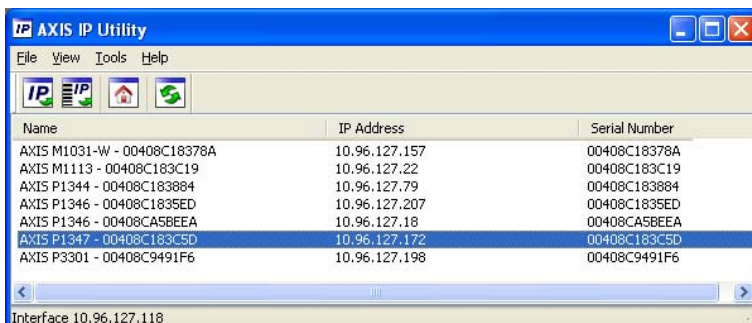 IP AXIS IP Utility
File View Tools Help
IP IP
Name IP Address Serial Number
AXIS M1031-W - 00408C18378A 10.96.127.157 00408C18378A
AXIS M1113 - 00408C183C19 10.96.127.22 00408C183C19
AXIS P1344 - 00408C183884 10.96.127.79 00408C183884
AXIS P1346 - 00408C1835ED 10.96.127.207 00408C1835ED
AXIS P1346 - 00408CA5BEEA 10.96.127.18 00408CA5BEEA
AXIS P1347 - 00408C183C5D 10.96.127.172 00408C183C5D
AXIS P3301 - 00408C9491F6 10.96.127.198 00408C9491F6
Interface 10.96.127.118